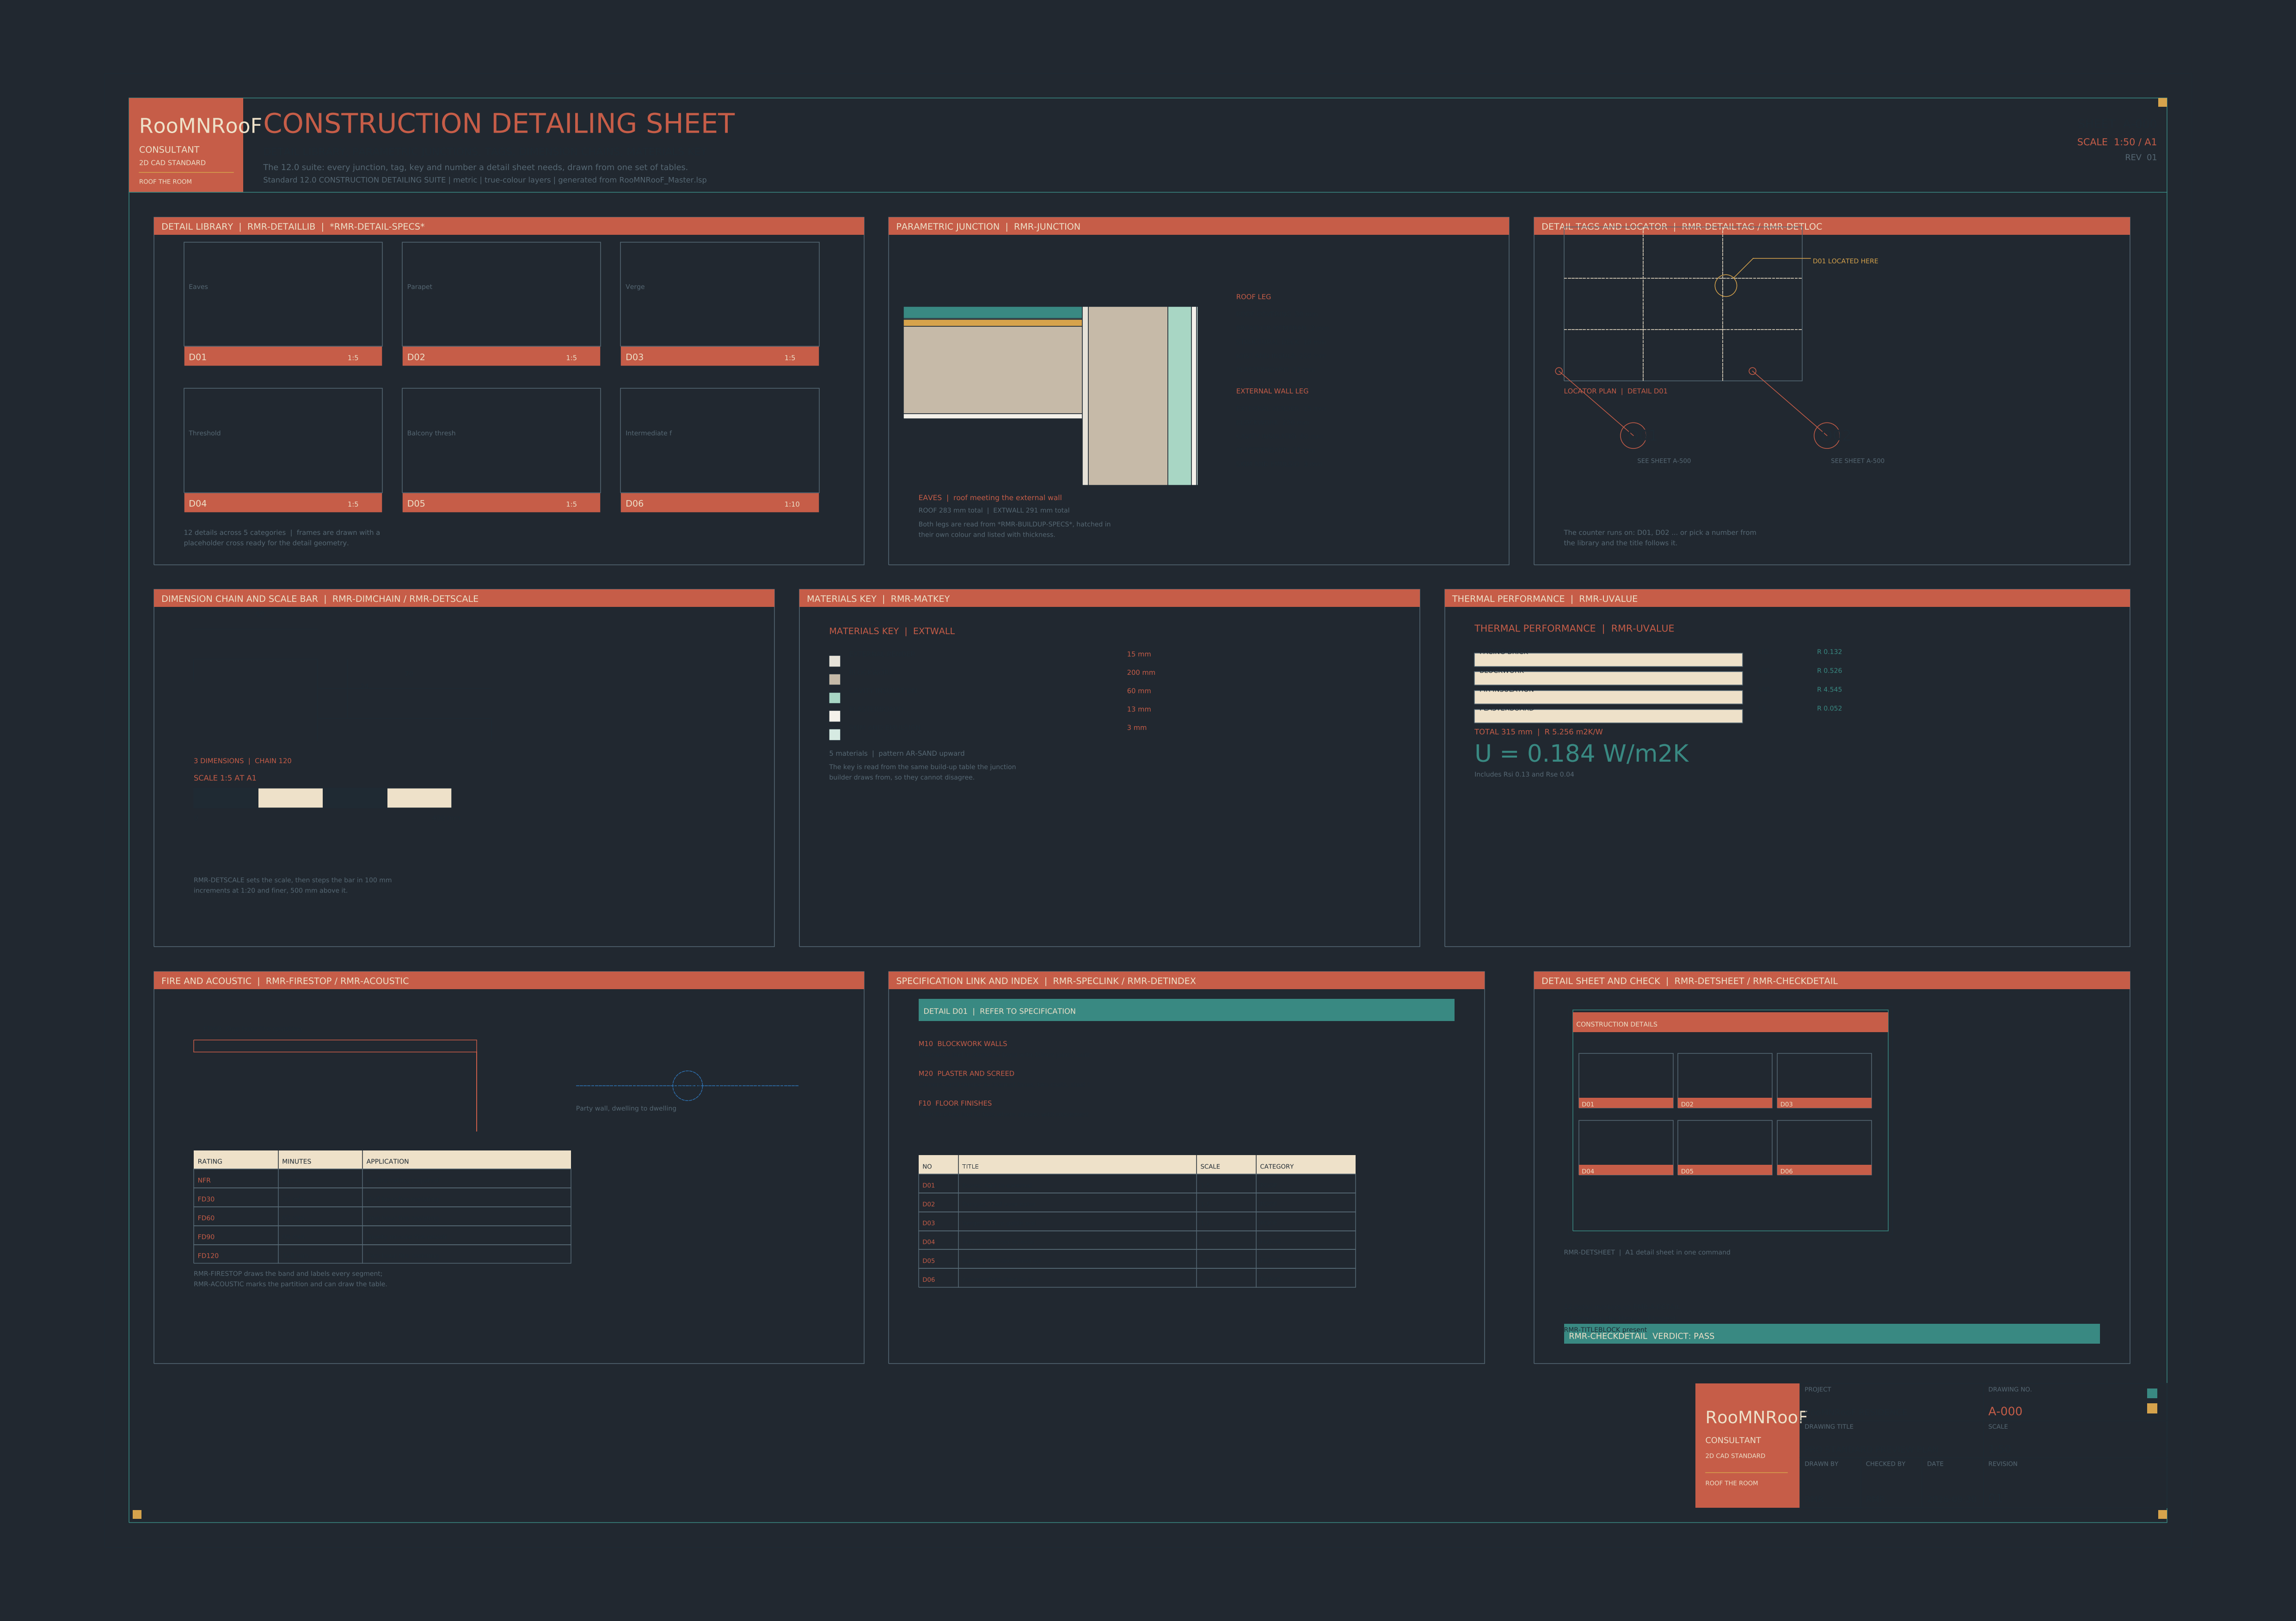 RooMNRooF
CONSULTANT
2D CAD STANDARD
ROOF THE ROOM
CONSTRUCTION DETAILING SHEET
The 12.0 suite: every junction, tag, key and number a detail sheet needs, drawn from one set of tables.
Standard 12.0 CONSTRUCTION DETAILING SUITE | metric | true-colour layers | generated from RooMNRooF_Master.lsp
SCALE 1:50 / A1
REV 01
DETAIL LIBRARY | RMR-DETAILLIB | *RMR-DETAIL-SPECS*
Eaves
Parapet
Verge
D01 1:5
D02 1:5
D03 1:5
Threshold
Balcony thresh
Intermediate f
D04 1:5
D05 1:5
D06 1:10
12 details across 5 categories | frames are drawn with a
placeholder cross ready for the detail geometry.
PARAMETRIC JUNCTION | RMR-JUNCTION
ROOF LEG
EXTERNAL WALL LEG
EAVES | roof meeting the external wall
ROOF 283 mm total | EXTWALL 291 mm total
Both legs are read from *RMR-BUILDUP-SPECS*, hatched in
their own colour and listed with thickness.
DETAIL TAGS AND LOCATOR | RMR-DETAILTAG / RMR-DETLOC
D01 LOCATED HERE
LOCATOR PLAN | DETAIL D01
SEE SHEET A-500
SEE SHEET A-500
The counter runs on: D01, D02 ... or pick a number from
the library and the title follows it.
DIMENSION CHAIN AND SCALE BAR | RMR-DIMCHAIN / RMR-DETSCALE
3 DIMENSIONS | CHAIN 120
SCALE 1:5 AT A1
RMR-DETSCALE sets the scale, then steps the bar in 100 mm
increments at 1:20 and finer, 500 mm above it.
MATERIALS KEY | RMR-MATKEY
MATERIALS KEY | EXTWALL
15 mm
200 mm
60 mm
13 mm
3 mm
5 materials | pattern AR-SAND upward
The key is read from the same build-up table the junction
builder draws from, so they cannot disagree.
THERMAL PERFORMANCE | RMR-UVALUE
THERMAL PERFORMANCE | RMR-UVALUE
R 0.132
R 0.526
R 4.545
R 0.052
TOTAL 315 mm | R 5.256 m2K/W
U = 0.184 W/m2K
Includes Rsi 0.13 and Rse 0.04
FIRE AND ACOUSTIC | RMR-FIRESTOP / RMR-ACOUSTIC
Party wall, dwelling to dwelling
RATING MINUTES APPLICATION
NFR
FD30
FD60
FD90
FD120
RMR-FIRESTOP draws the band and labels every segment;
RMR-ACOUSTIC marks the partition and can draw the table.
SPECIFICATION LINK AND INDEX | RMR-SPECLINK / RMR-DETINDEX
DETAIL D01 | REFER TO SPECIFICATION
M10 BLOCKWORK WALLS
M20 PLASTER AND SCREED
F10 FLOOR FINISHES
NO TITLE SCALE CATEGORY
D01
D02
D03
D04
D05
D06
DETAIL SHEET AND CHECK | RMR-DETSHEET / RMR-CHECKDETAIL
CONSTRUCTION DETAILS
D01 D02 D03
D04 D05 D06
RMR-DETSHEET | A1 detail sheet in one command
RMR-TITLEBLOCK present
RMR-CHECKDETAIL VERDICT: PASS
RooMNRooF
CONSULTANT
2D CAD STANDARD
ROOF THE ROOM
PROJECT
DRAWING NO.
A-000
DRAWING TITLE
SCALE
DRAWN BY CHECKED BY DATE REVISION